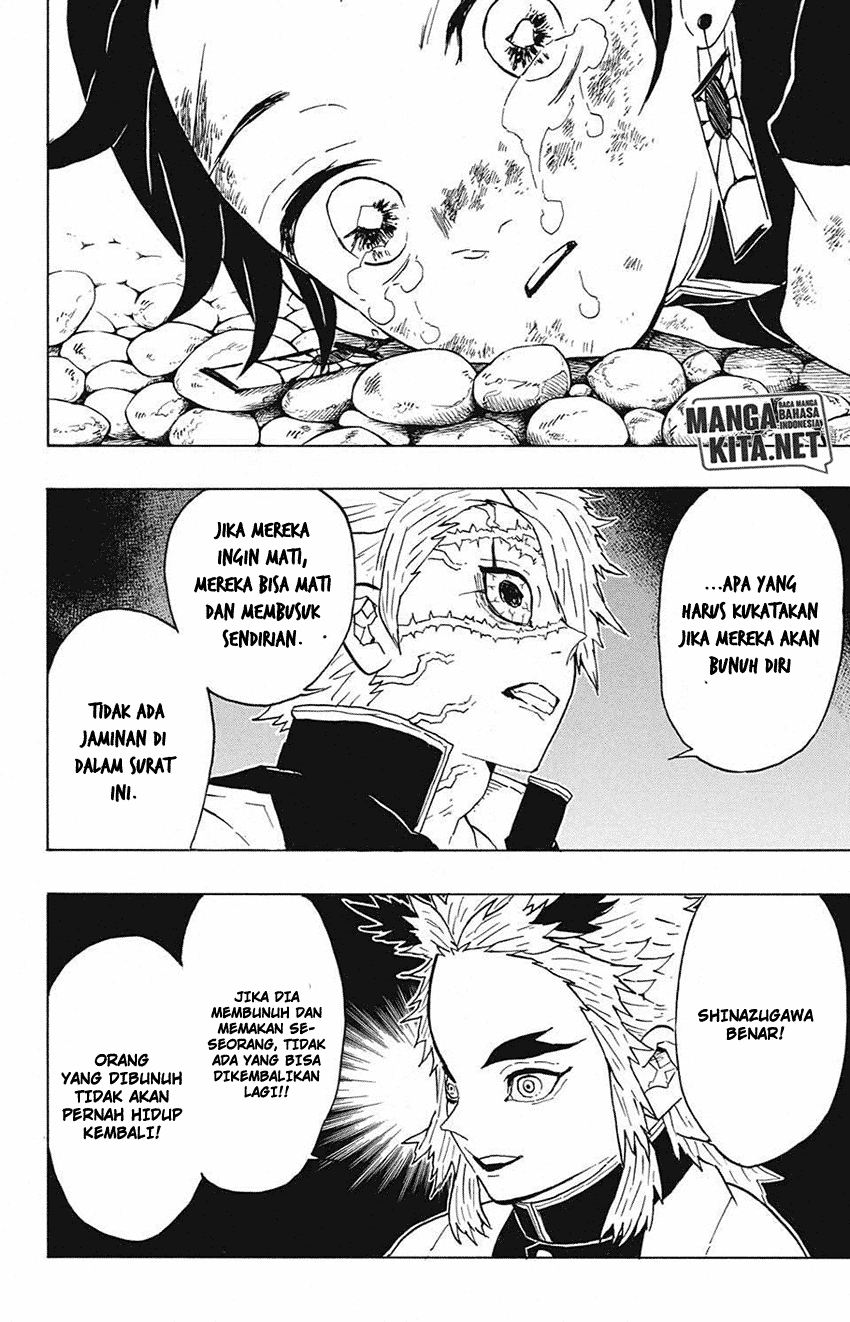 MANGA
KITA.NET
BACA MANGA
BAHASA
INDONESIA
...APA YANG
HARUS KUKATAKAN
JIKA MEREKA AKAN
BUNUH DIRI
JIKA MEREKA
INGIN MATI,
MEREKA BISA MATI
DAN MEMBUSUK
SENDIRIAN.
TIDAK ADA
JAMINAN DI
DALAM SURAT
INI.
SHINAZUGAWA
BENAR!
JIKA DIA
MEMBUNUH DAN
MEMAKAN SE-
SEORANG, TIDAK
ADA YANG BISA
DIKEMBALIKAN
LAGI!!
ORANG
YANG DIBUNUH
TIDAK AKAN
PERNAH HIDUP
KEMBALI!